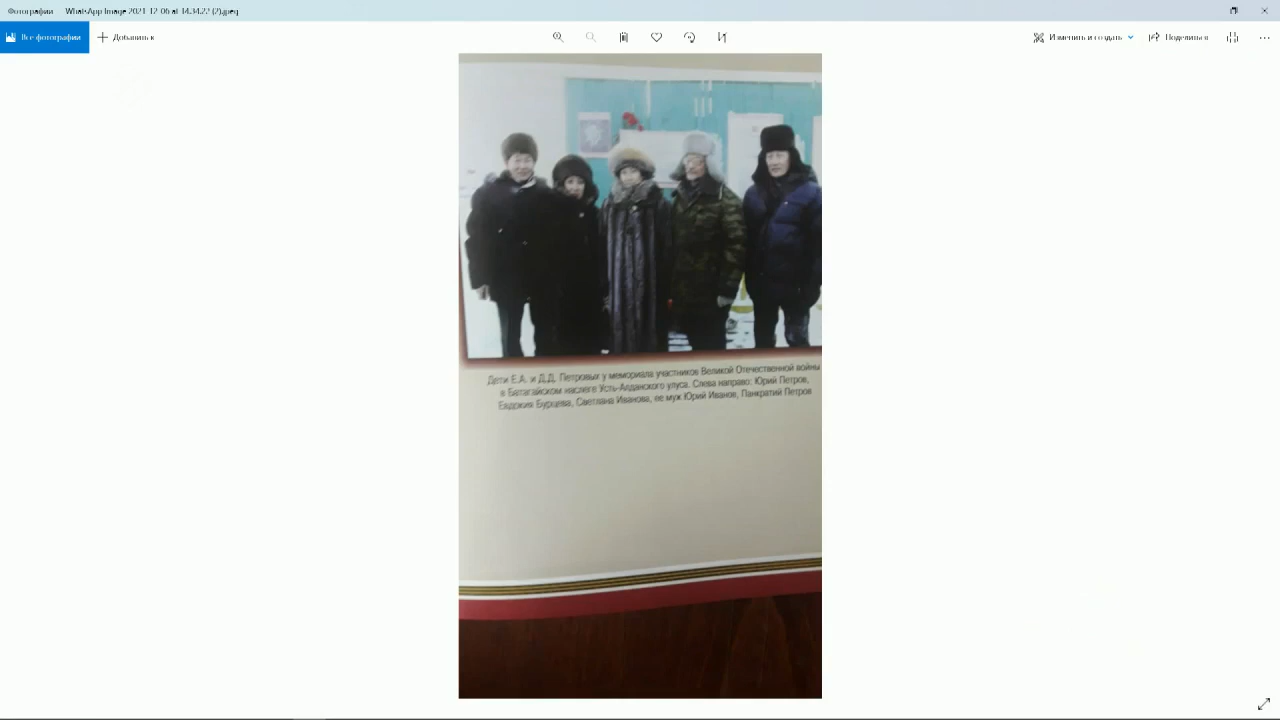 Фотографии - WhatsApp Image 2021-12-06 at 14.34.22 (2).jpeg
Все фотографии
Добавить к
Изменить и создать
Поделиться
Дети Е.А. и Д.Д. Петровых у мемориала участников Великой Отечественной войны
в Батагайском наслеге Усть-Алданского улуса. Слева направо: Юрий Петров,
Евдокия Бурцева, Светлана Иванова, ее муж Юрий Иванов, Панкратий Петров